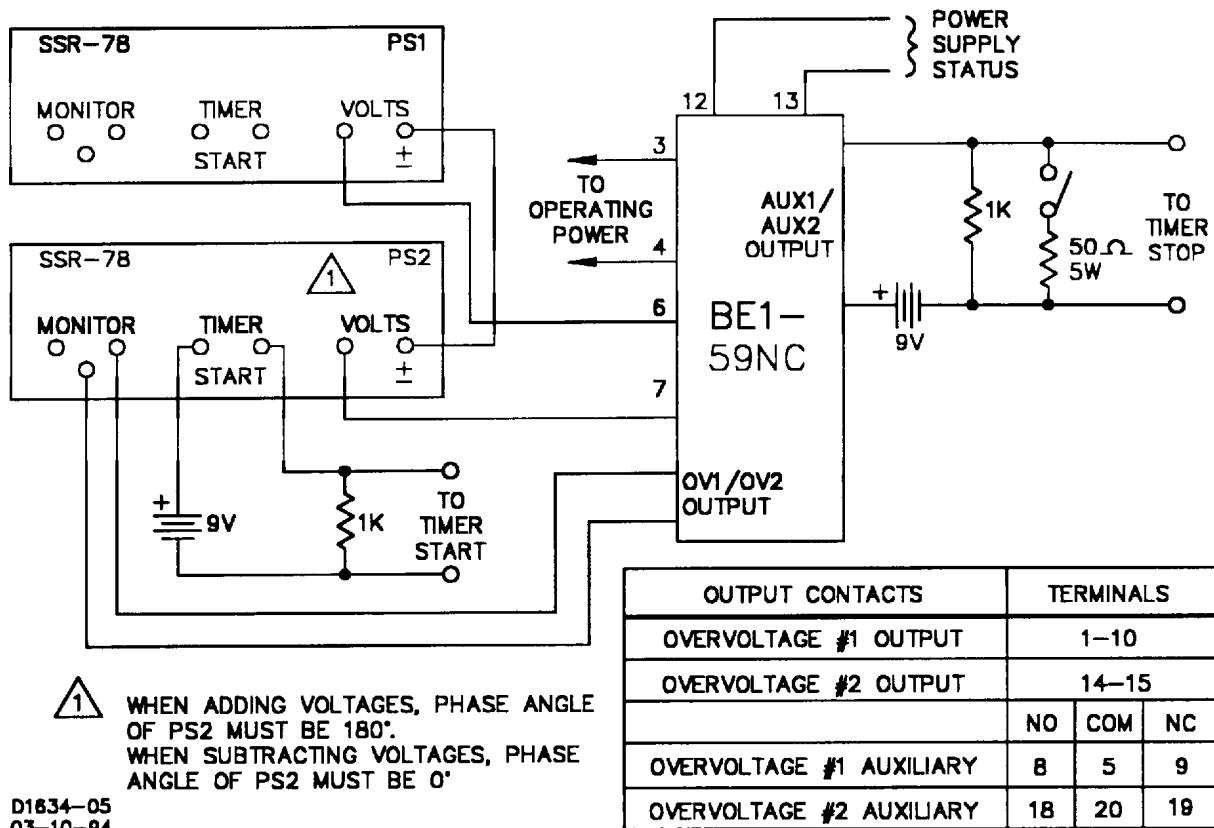 SSR-78 PS1
MONITOR TIMER VOLTS
START ±
SSR-78 1 PS2
MONITOR TIMER VOLTS
START ±
+
9V
1K
TO
TIMER
START
POWER
SUPPLY
STATUS
12 13
3
TO
OPERATING
POWER
4
6
7
AUX1/
AUX2
OUTPUT
BE1-
59NC
OV1/OV2
OUTPUT
1K
50Ω
5W
TO
TIMER
STOP
+
9V
1 WHEN ADDING VOLTAGES, PHASE ANGLE
OF PS2 MUST BE 180°.
WHEN SUBTRACTING VOLTAGES, PHASE
ANGLE OF PS2 MUST BE 0°
D1634-05
03-10-94
OUTPUT CONTACTS TERMINALS
OVERVOLTAGE #1 OUTPUT 1-10
OVERVOLTAGE #2 OUTPUT 14-15
NO COM NC
OVERVOLTAGE #1 AUXILIARY 8 5 9
OVERVOLTAGE #2 AUXILIARY 18 20 19